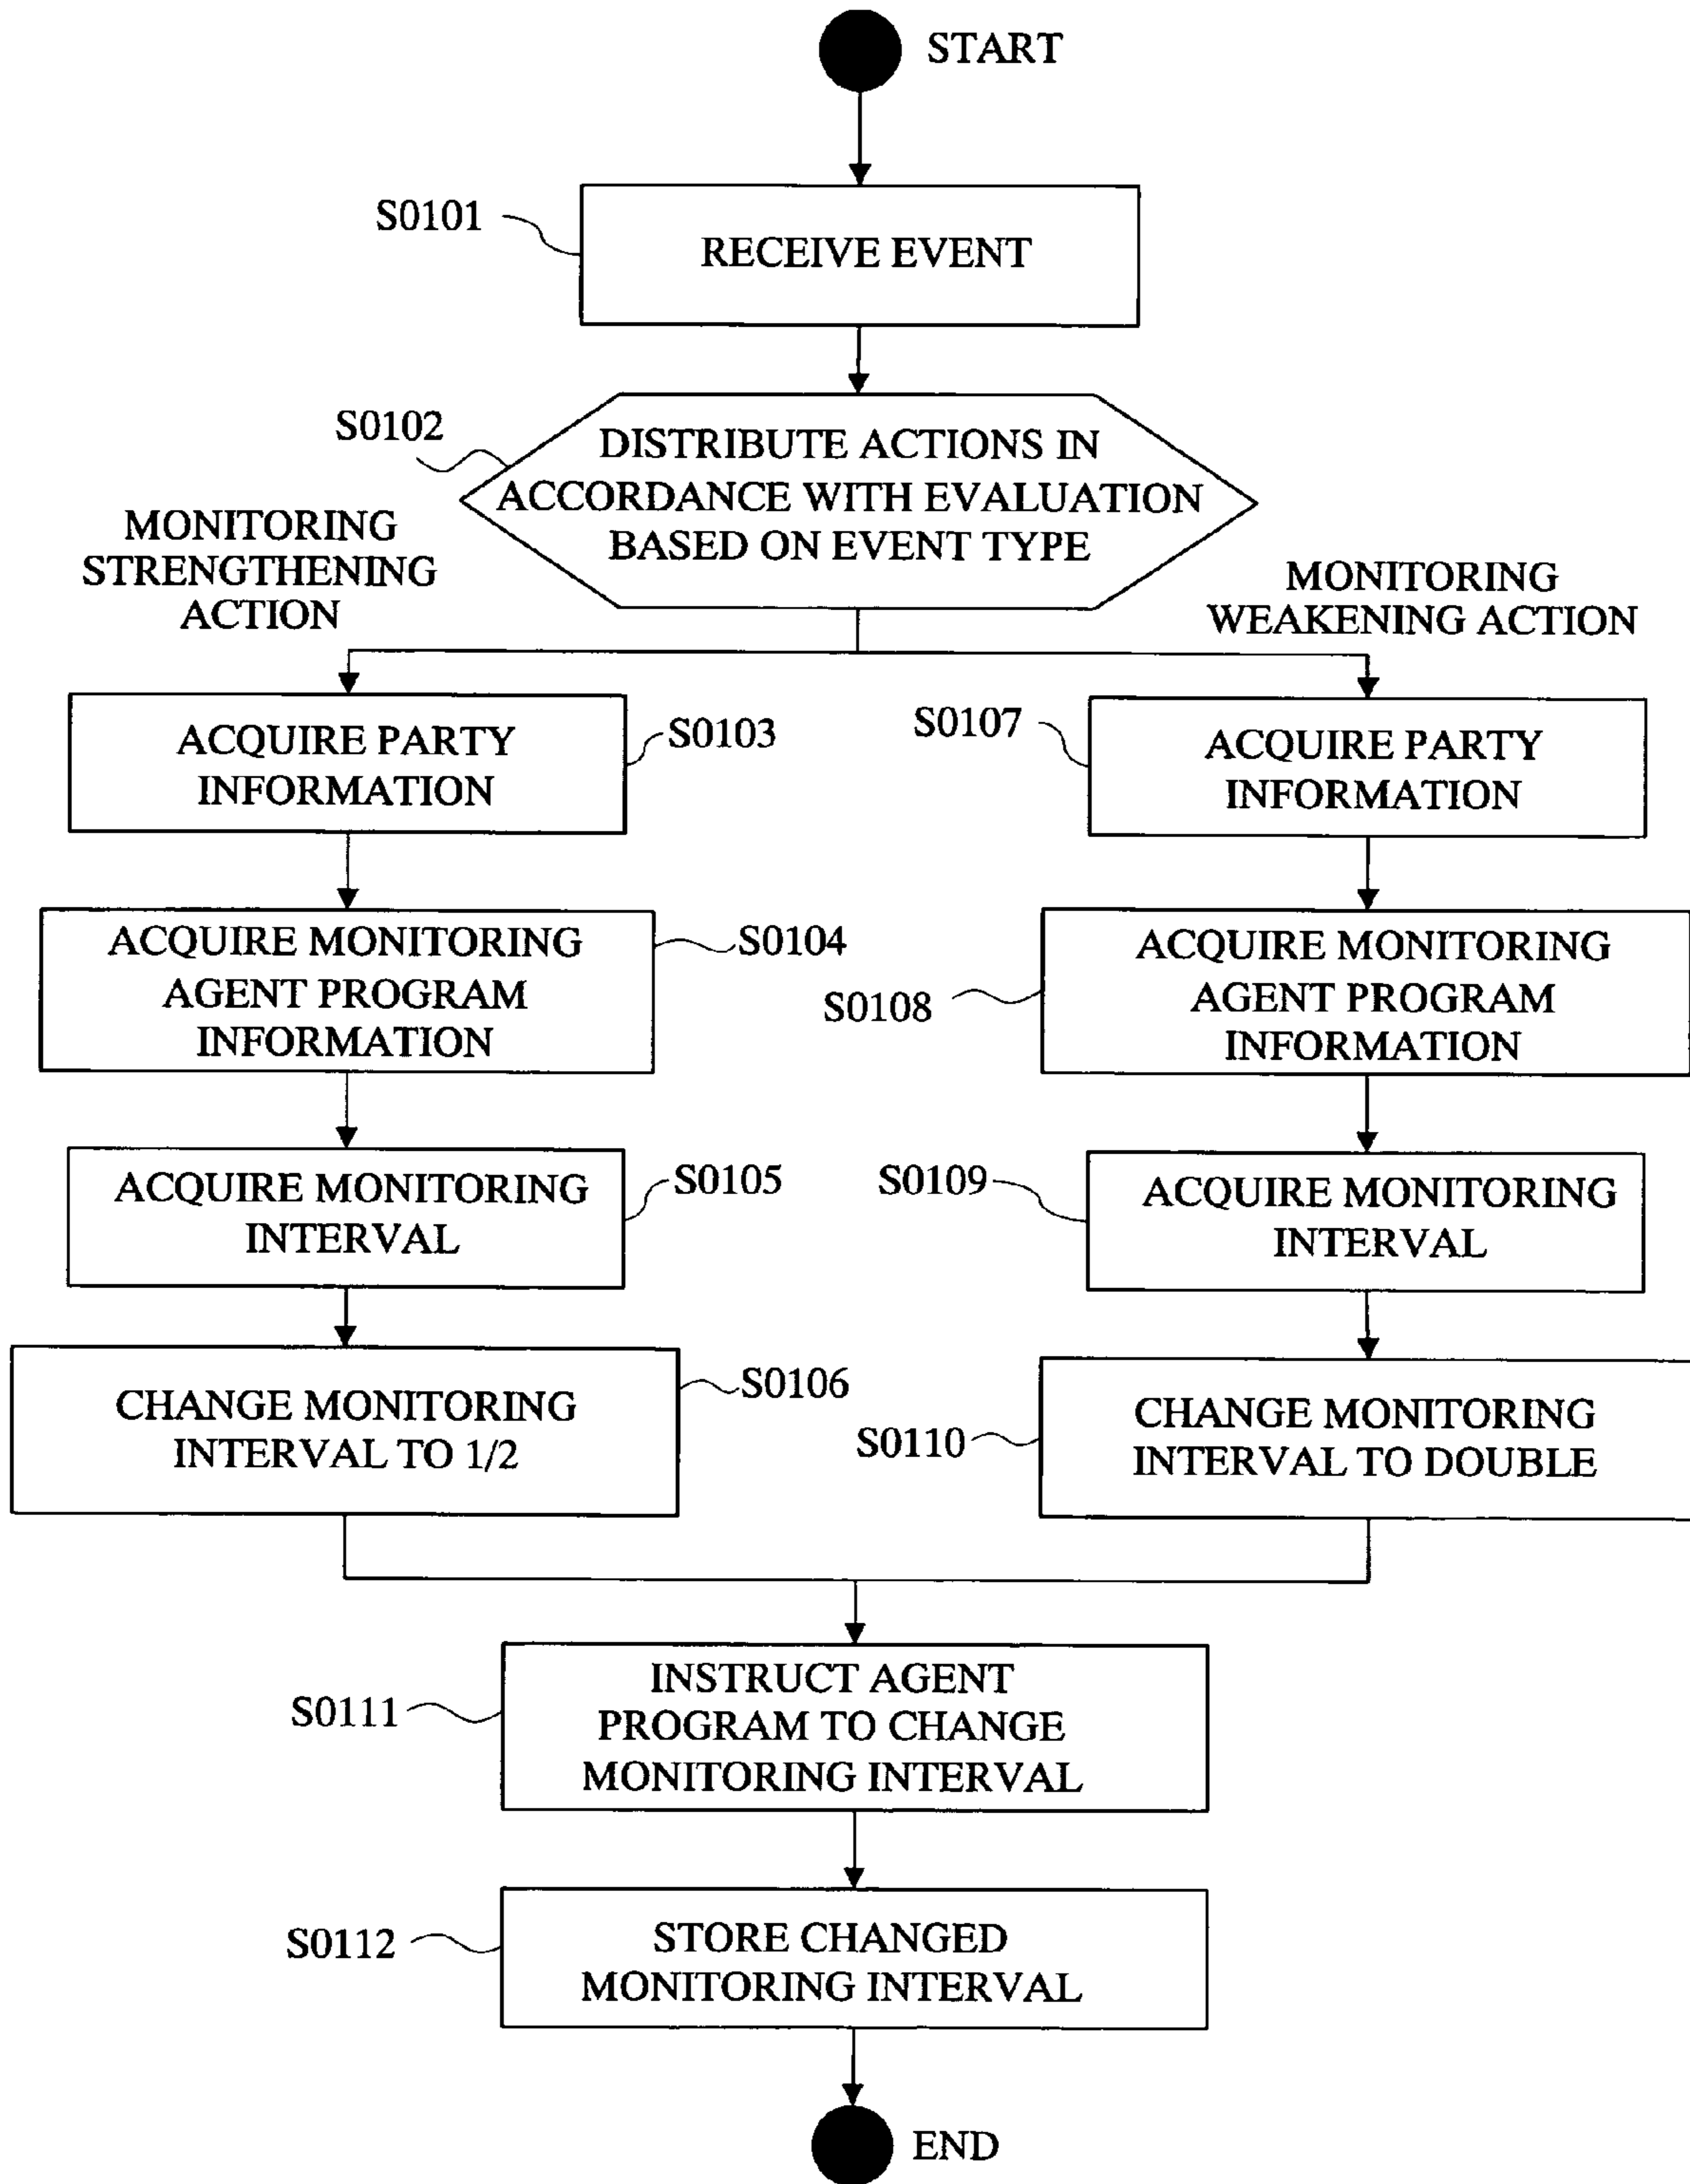 START
S0101
RECEIVE EVENT
S0102
DISTRIBUTE ACTIONS IN
ACCORDANCE WITH EVALUATION
BASED ON EVENT TYPE
MONITORING
STRENGTHENING
ACTION
MONITORING
WEAKENING ACTION
ACQUIRE PARTY
INFORMATION
S0103
S0107
ACQUIRE PARTY
INFORMATION
ACQUIRE MONITORING
AGENT PROGRAM
INFORMATION
S0104
S0108
ACQUIRE MONITORING
AGENT PROGRAM
INFORMATION
ACQUIRE MONITORING
INTERVAL
S0105
S0109
ACQUIRE MONITORING
INTERVAL
CHANGE MONITORING
INTERVAL TO 1/2
S0106
S0110
CHANGE MONITORING
INTERVAL TO DOUBLE
S0111
INSTRUCT AGENT
PROGRAM TO CHANGE
MONITORING INTERVAL
S0112
STORE CHANGED
MONITORING INTERVAL
END